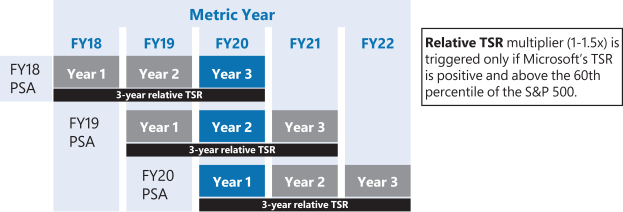 Metric Year
FY18 FY19 FY20 FY21 FY22
FY18
PSA
Year 1 Year 2 Year 3
3-year relative TSR
FY19
PSA
Year 1 Year 2 Year 3
3-year relative TSR
FY20
PSA
Year 1 Year 2 Year 3
3-year relative TSR
Relative TSR multiplier (1-1.5x) is
triggered only if Microsoft's TSR
is positive and above the 60th
percentile of the S&P 500.